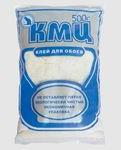 500г
КМЦ
КЛЕЙ ДЛЯ ОБОЕВ
НЕ ОСТАВЛЯЕТ ПЯТЕН
ЭКОЛОГИЧЕСКИ ЧИСТЫЙ
ЭКОНОМИЧНАЯ
УПАКОВКА